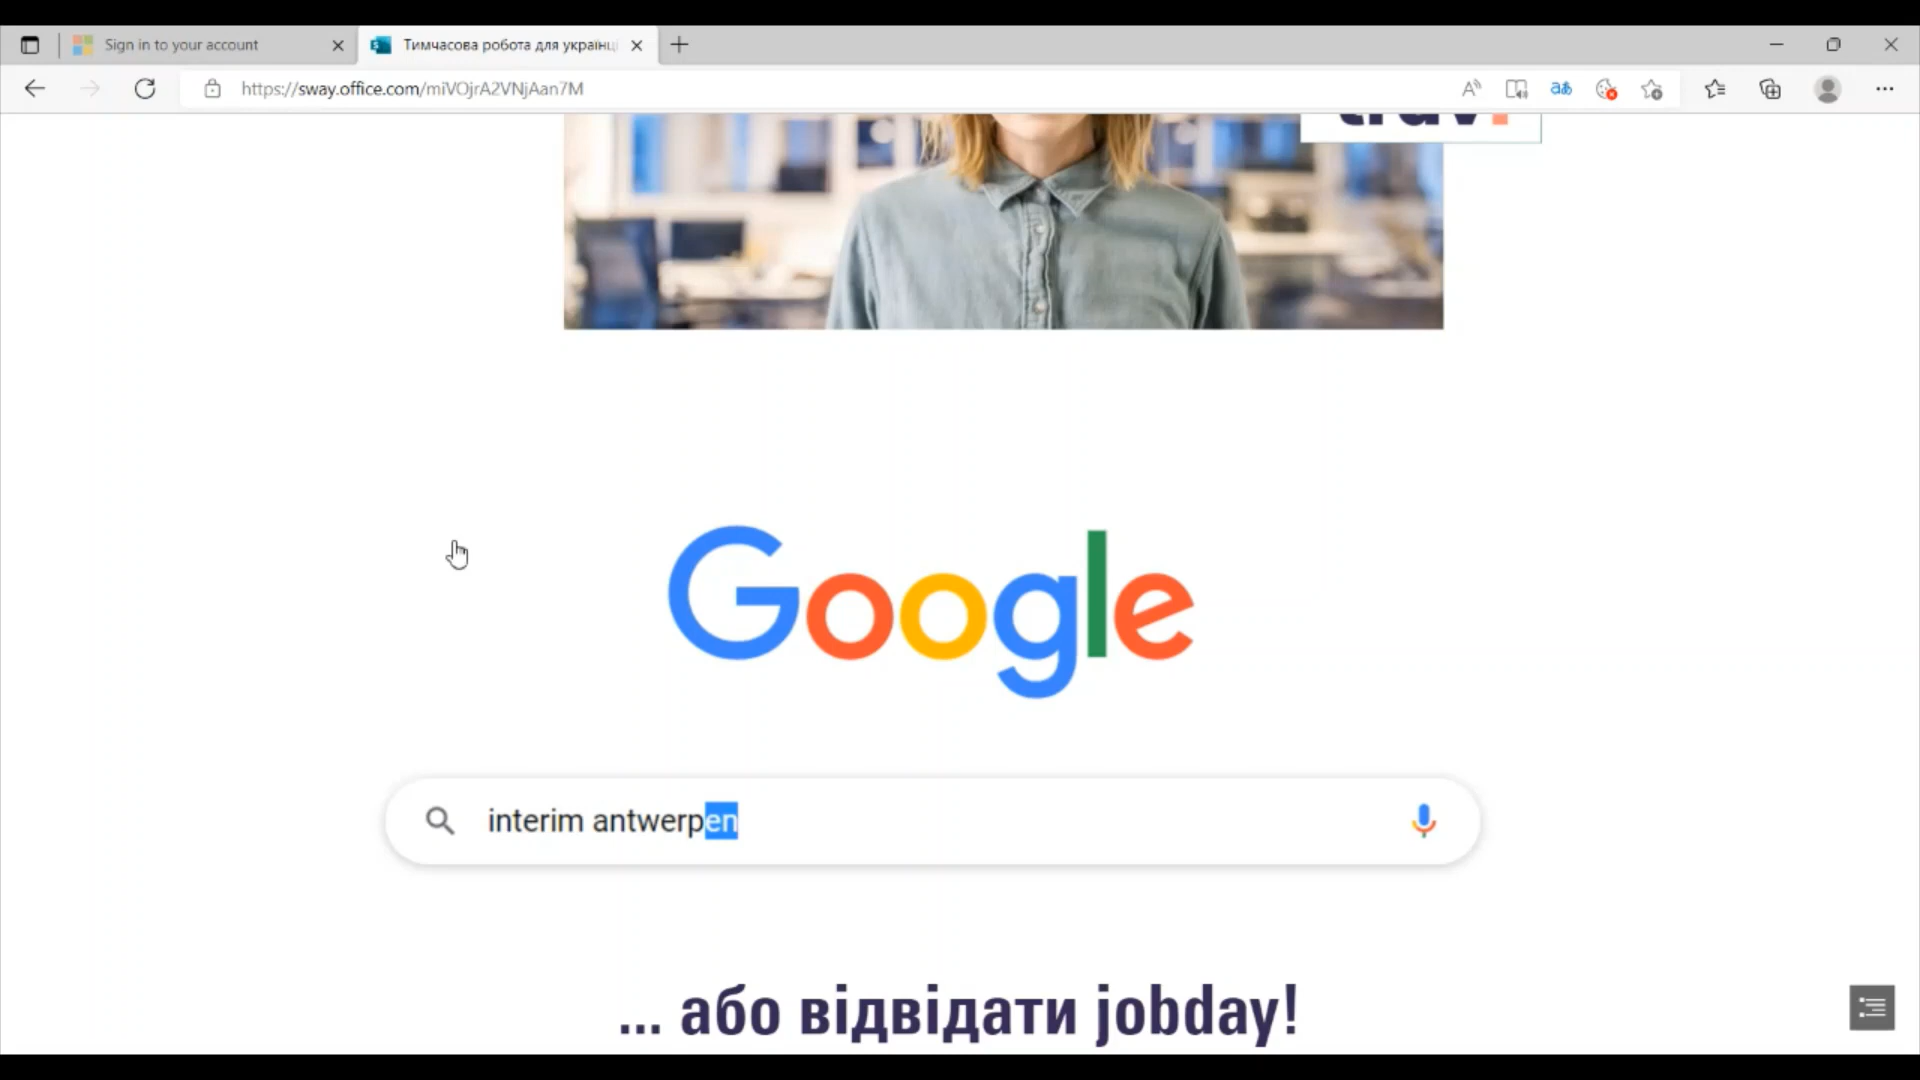 Sign in to your account
Тимчасова робота для українці
https://sway.office.com/miVOjrA2VNjAan7M
Google
interim antwerpen
... або відвідати jobday!